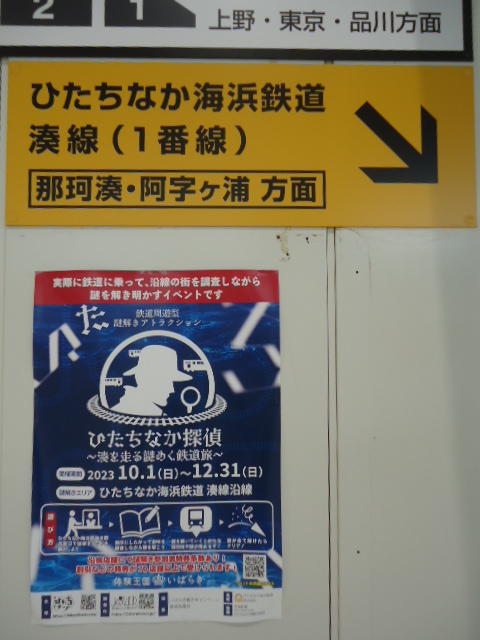 2 1 上野・東京・品川方面
ひたちなか海浜鉄道
湊線(1番線)
那珂湊・阿字ヶ浦 方面
実際に鉄道に乗って、沿線の街を調査しながら
謎を解き明かすイベントです
鉄道周遊型
謎解きアトラクション
ひたちなか探偵
～湊を走る謎めく鉄道旅～
開催期間 2023 10.1(日)～12.31(日)
謎解きエリア ひたちなか海浜鉄道 湊線沿線
遊び方
体験王国いばらき